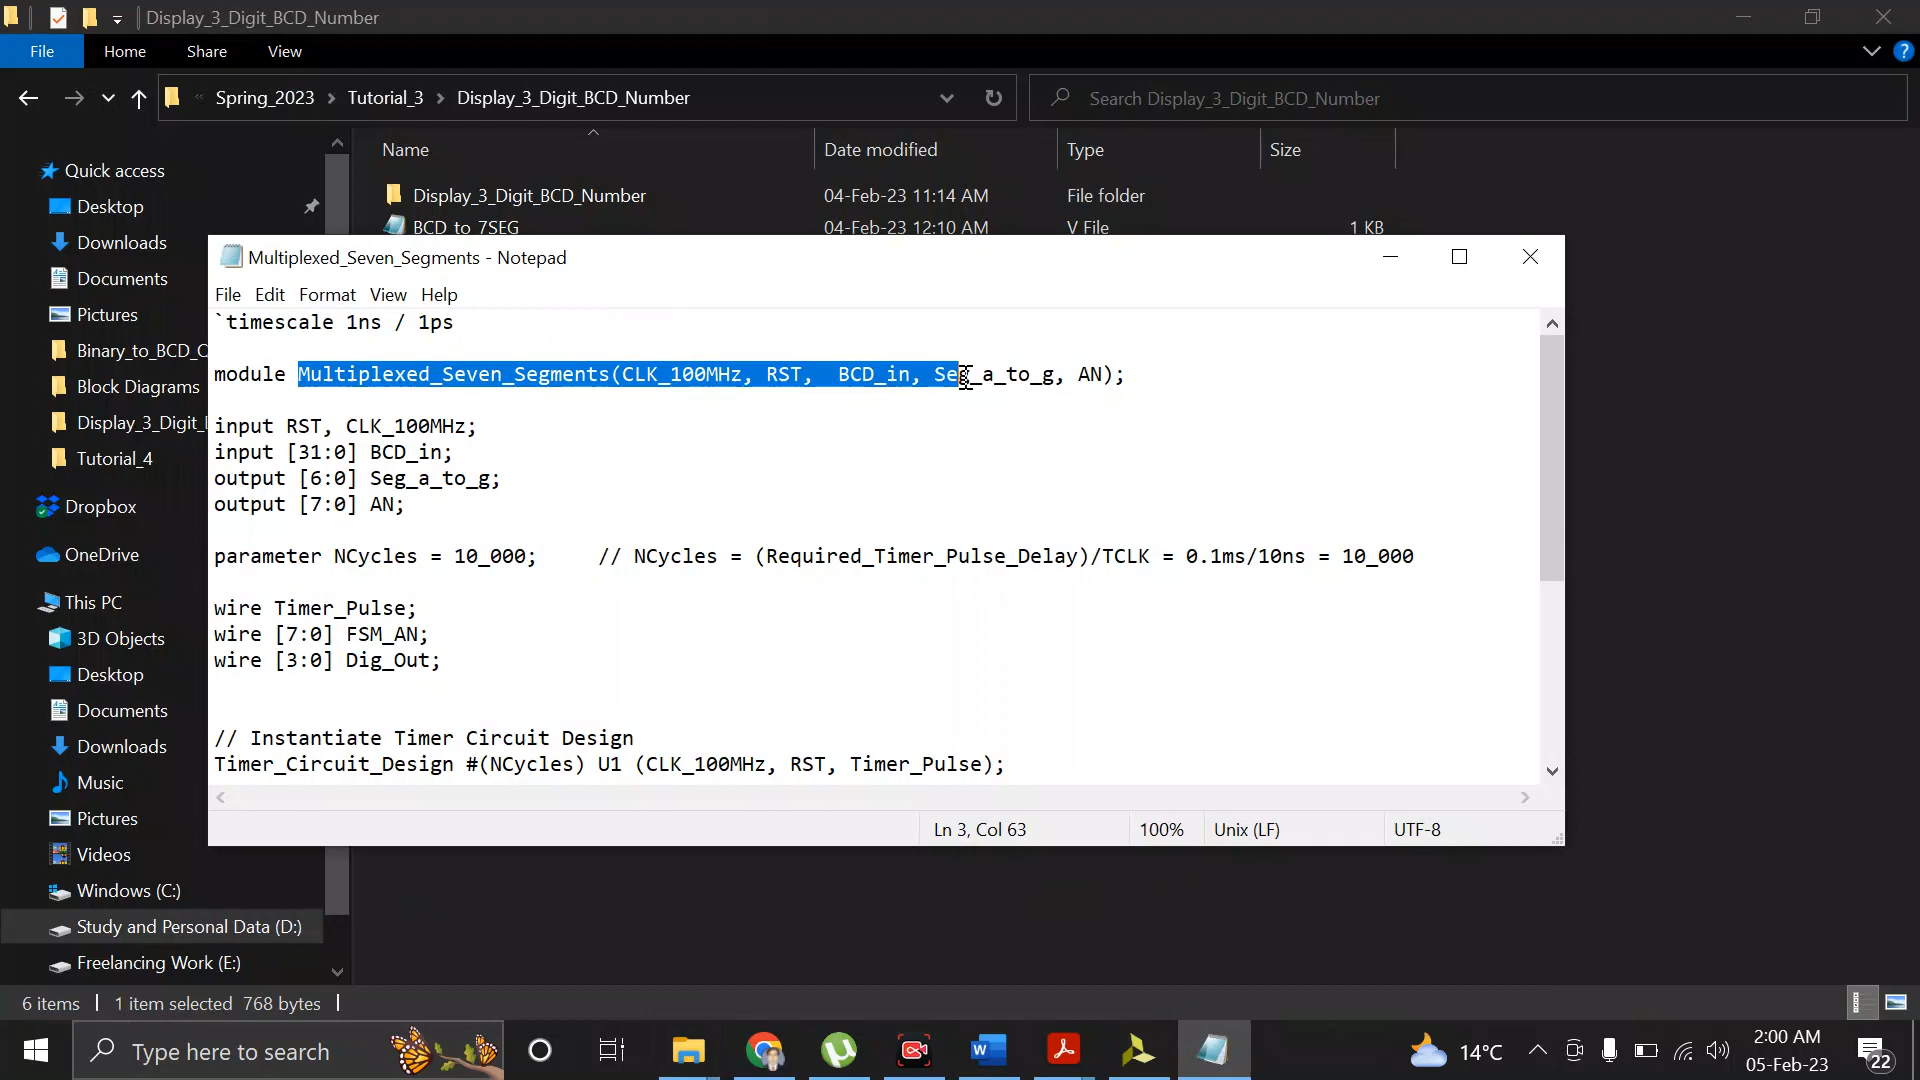 Display_3_Digit_BCD_Number
File Home Share View
Spring_2023 Tutorial_3 Display_3_Digit_BCD_Number
Search Display_3_Digit_BCD_Number
Name Date modified Type Size
Display_3_Digit_BCD_Number 04-Feb-23 11:14 AM File folder
BCD_to_7SEG 04-Feb-23 12:10 AM V File 1 KB
Quick access
Desktop
Downloads
Documents
Pictures
Binary_to_BCD_C
Block Diagrams
Display_3_Digit_
Tutorial_4
Dropbox
OneDrive
This PC
3D Objects
Desktop
Documents
Downloads
Music
Pictures
Videos
Windows (C:)
Study and Personal Data (D:)
Freelancing Work (E:)
Multiplexed_Seven_Segments - Notepad
File Edit Format View Help
`timescale 1ns / 1ps
module Multiplexed_Seven_Segments(CLK_100MHz, RST,  BCD_in, Seg_a_to_g, AN);
input RST, CLK_100MHz;
input [31:0] BCD_in;
output [6:0] Seg_a_to_g;
output [7:0] AN;
parameter NCycles = 10_000;     // NCycles = (Required_Timer_Pulse_Delay)/TCLK = 0.1ms/10ns = 10_000
wire Timer_Pulse;
wire [7:0] FSM_AN;
wire [3:0] Dig_Out;
// Instantiate Timer Circuit Design
Timer_Circuit_Design #(NCycles) U1 (CLK_100MHz, RST, Timer_Pulse);
Ln 3, Col 63 100% Unix (LF) UTF-8
6 items 1 item selected 768 bytes
Type here to search
14°C
2:00 AM
05-Feb-23
22